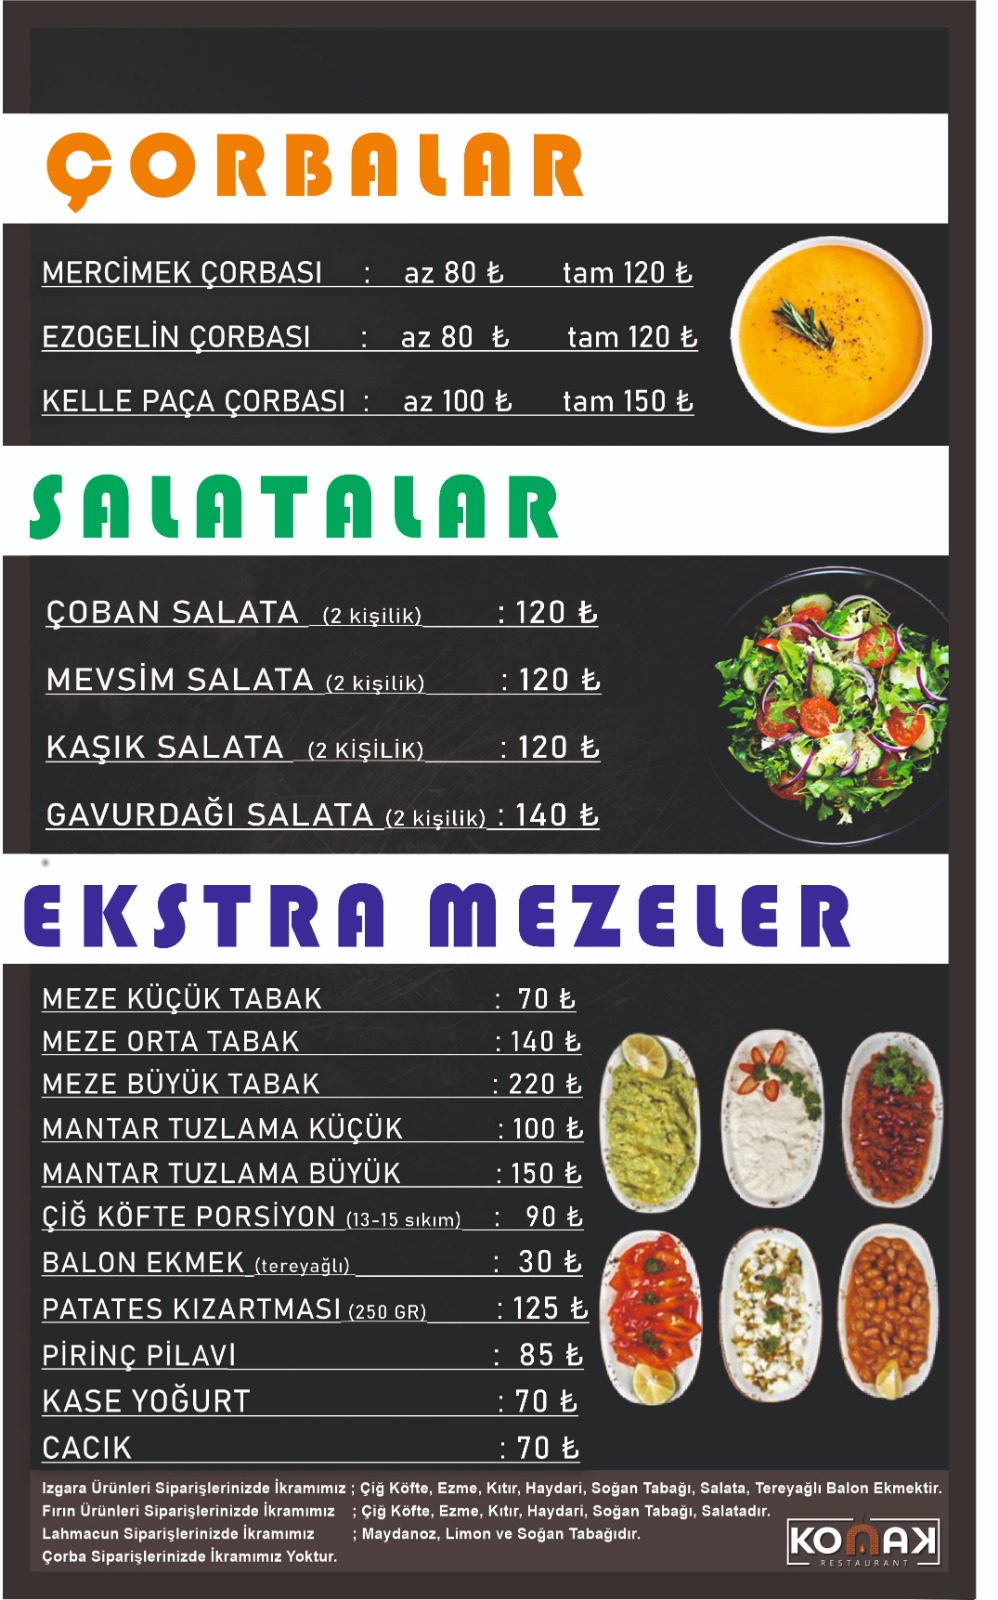 ÇORBALAR
MERCİMEK ÇORBASI : az 80 ₺ tam 120 ₺
EZOGELİN ÇORBASI : az 80 ₺ tam 120 ₺
KELLE PAÇA ÇORBASI : az 100 ₺ tam 150 ₺
SALATALAR
ÇOBAN SALATA (2 kişilik) : 120 ₺
MEVSİM SALATA (2 kişilik) : 120 ₺
KAŞIK SALATA (2 KİŞİLİK) : 120 ₺
GAVURDAĞI SALATA (2 kişilik) : 140 ₺
EKSTRA MEZELER
MEZE KÜÇÜK TABAK : 70 ₺
MEZE ORTA TABAK : 140 ₺
MEZE BÜYÜK TABAK : 220 ₺
MANTAR TUZLAMA KÜÇÜK : 100 ₺
MANTAR TUZLAMA BÜYÜK : 150 ₺
ÇİĞ KÖFTE PORSİYON (13-15 sıkım) : 90 ₺
BALON EKMEK (tereyağlı) : 30 ₺
PATATES KIZARTMASI (250 GR) : 125 ₺
PİRİNÇ PİLAVI : 85 ₺
KASE YOĞURT : 70 ₺
CACIK : 70 ₺
Izgara Ürünleri Siparişlerinizde İkramımız ; Çiğ Köfte, Ezme, Kıtır, Haydari, Soğan Tabağı, Salata, Tereyağlı Balon Ekmektir.
Fırın Ürünleri Siparişlerinizde İkramımız ; Çiğ Köfte, Ezme, Kıtır, Haydari, Soğan Tabağı, Salatadır.
Lahmacun Siparişlerinizde İkramımız ; Maydanoz, Limon ve Soğan Tabağıdır.
Çorba Siparişlerinizde İkramımız Yoktur.
KONAK
RESTAURANT